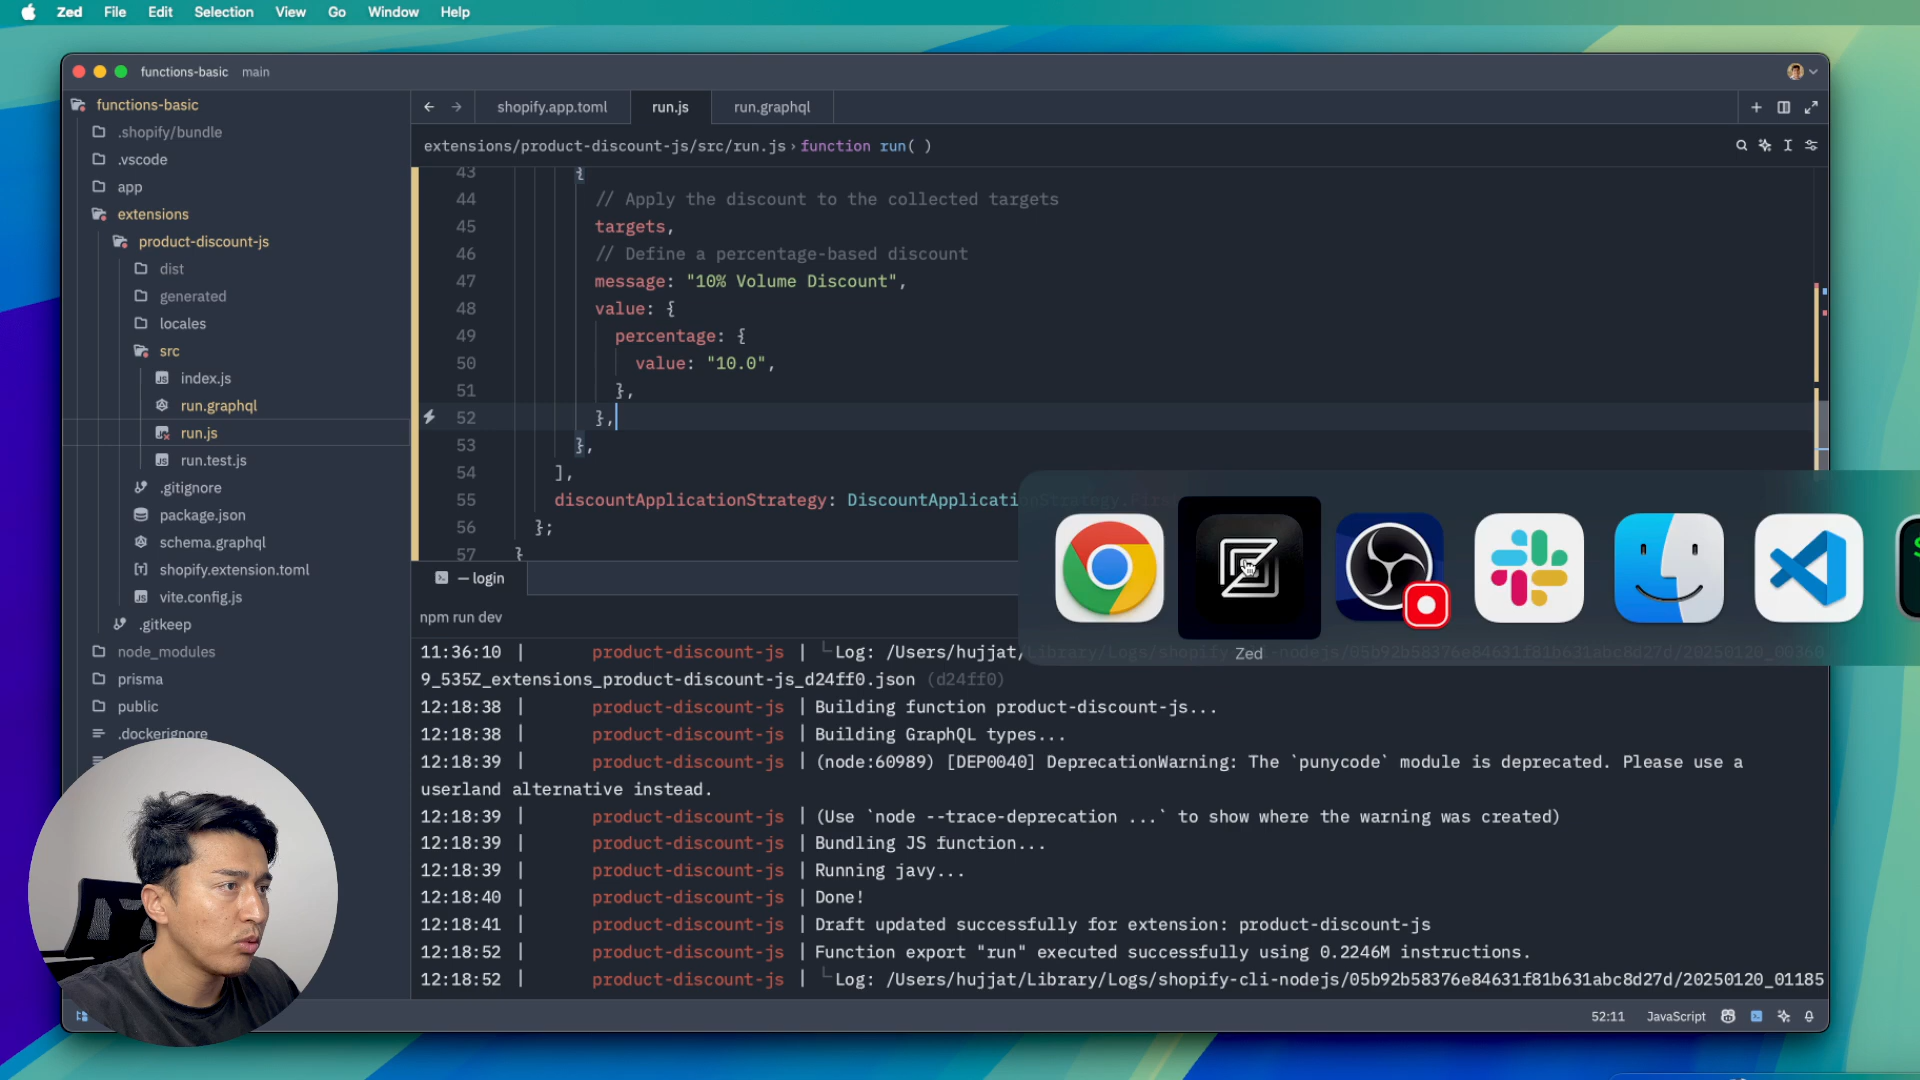 Zed File Edit Selection View Go Window Help
functions-basic main
functions-basic
.shopify/bundle
.vscode
app
extensions
product-discount-js
dist
generated
locales
src
index.js
run.graphql
run.js
run.test.js
.gitignore
package.json
schema.graphql
shopify.extension.toml
vite.config.js
.gitkeep
node_modules
prisma
public
.dockerignore
shopify.app.toml run.js run.graphql
extensions/product-discount-js/src/run.js › function run( )
43 {
44 // Apply the discount to the collected targets
45 targets,
46 // Define a percentage-based discount
47 message: "10% Volume Discount",
48 value: {
49 percentage: {
50 value: "10.0",
51 },
52 },
53 },
54 ],
55 discountApplicationStrategy: DiscountApplicationStrategy.
56 };
57 }
Zed
— login
npm run dev
11:36:10 | product-discount-js | └ Log: /Users/hujjat/Library/Logs/shopify-cli-nodejs/05b92b58376e84631f81b631abc8d27d/20250120_00360
9_535Z_extensions_product-discount-js_d24ff0.json (d24ff0)
12:18:38 | product-discount-js | Building function product-discount-js...
12:18:38 | product-discount-js | Building GraphQL types...
12:18:39 | product-discount-js | (node:60989) [DEP0040] DeprecationWarning: The `punycode` module is deprecated. Please use a
userland alternative instead.
12:18:39 | product-discount-js | (Use `node --trace-deprecation ...` to show where the warning was created)
12:18:39 | product-discount-js | Bundling JS function...
12:18:39 | product-discount-js | Running javy...
12:18:40 | product-discount-js | Done!
12:18:41 | product-discount-js | Draft updated successfully for extension: product-discount-js
12:18:52 | product-discount-js | Function export "run" executed successfully using 0.2246M instructions.
12:18:52 | product-discount-js | └ Log: /Users/hujjat/Library/Logs/shopify-cli-nodejs/05b92b58376e84631f81b631abc8d27d/20250120_01185
52:11 JavaScript